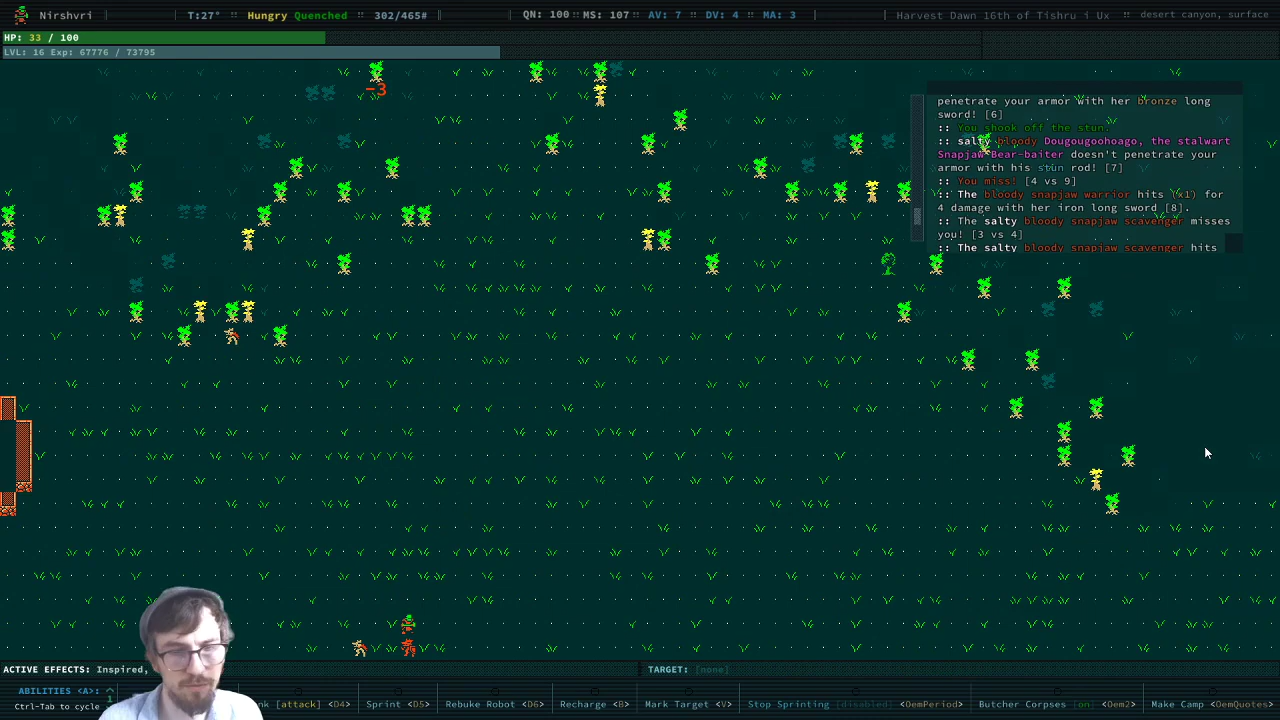 Nirshvri T:27° :: Hungry Quenched :: 302/465# QN: 100 :: MS: 107 :: AV: 7 :: DV: 4 :: MA: 3 Harvest Dawn 16th of Tishru i Ux :: desert canyon, surface
HP: 33 / 100
LVL: 16 Exp: 67776 / 73795
-3
penetrate your armor with her bronze long
sword! [6]
:: You shook off the stun.
:: salty bloody Dougougoohoago, the stalwart
Snapjaw Bear-baiter doesn't penetrate your
armor with his stun rod! [7]
:: You miss! [4 vs 9]
:: The bloody snapjaw warrior hits (x1) for
4 damage with her iron long sword [8].
:: The salty bloody snapjaw scavenger misses
you! [3 vs 4]
:: The salty bloody snapjaw scavenger hits
ACTIVE EFFECTS: Inspired, TARGET: [none]
ABILITIES <A>: 1
Ctrl-Tab to cycle [attack] <D4> Sprint <D5> Rebuke Robot <D6> Recharge <B> Mark Target <V> Stop Sprinting [disabled] <OemPeriod> Butcher Corpses [on] <Oem2> Make Camp <OemQuotes>